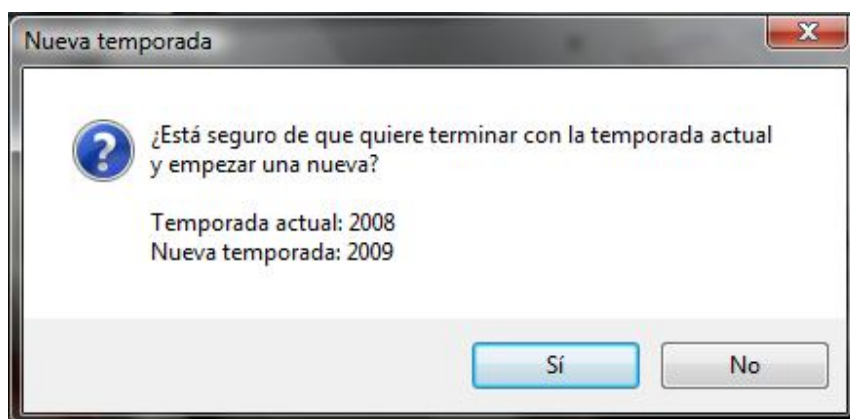 Nueva temporada
¿Está seguro de que quiere terminar con la temporada actual
y empezar una nueva?
Temporada actual: 2008
Nueva temporada: 2009
Sí
No